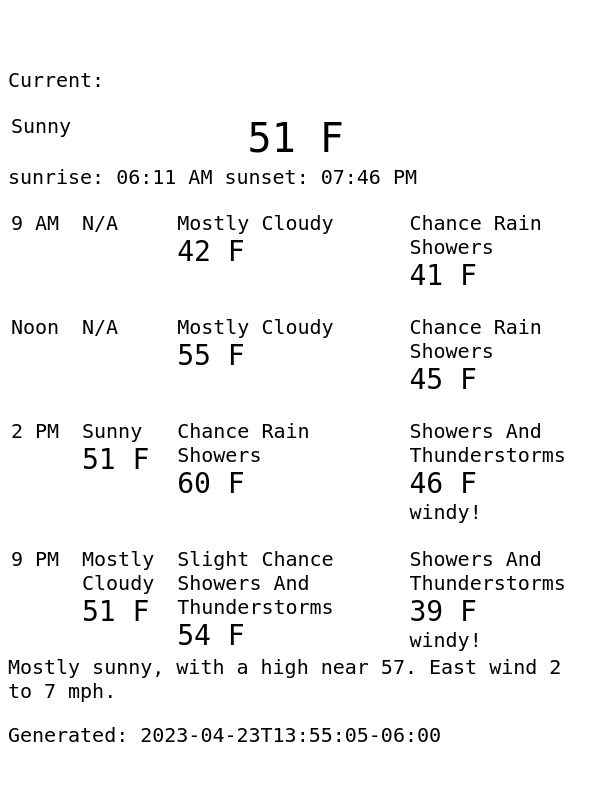 Current:
Sunny 51 F
sunrise: 06:11 AM sunset: 07:46 PM
9 AM N/A Mostly Cloudy Chance Rain
Showers
42 F
41 F
Noon N/A Mostly Cloudy Chance Rain
Showers
55 F
45 F
2 PM Sunny Chance Rain Showers And
Showers Thunderstorms
51 F
60 F 46 F
windy!
9 PM Mostly Slight Chance Showers And
Cloudy Showers And Thunderstorms
51 F Thunderstorms 39 F
54 F windy!
Mostly sunny, with a high near 57. East wind 2
to 7 mph.
Generated: 2023-04-23T13:55:05-06:00